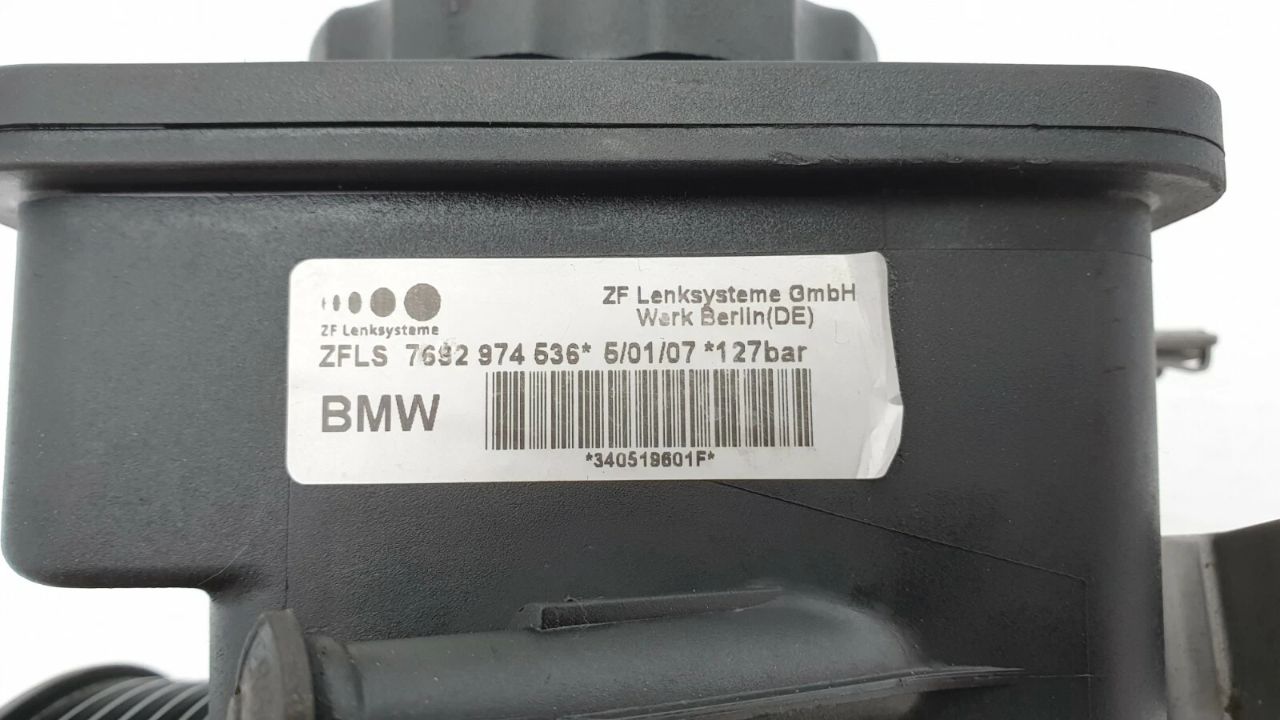 ZF Lenksysteme
ZF Lenksysteme GmbH
Werk Berlin(DE)
ZFLS 7692 974 536* 5/01/07 *127bar
BMW
*340519601F*